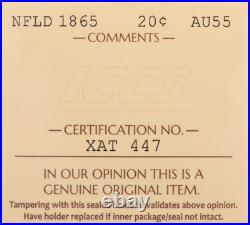 NFLD 1865 20¢ AU55
COMMENTS
ICCS
CERTIFICATION NO.
XAT 447
IN OUR OPINION THIS IS A
GENUINE ORIGINAL ITEM.
Tampering with this seal validates above opinion.
Have holder replaced if inner package/seal not intact.